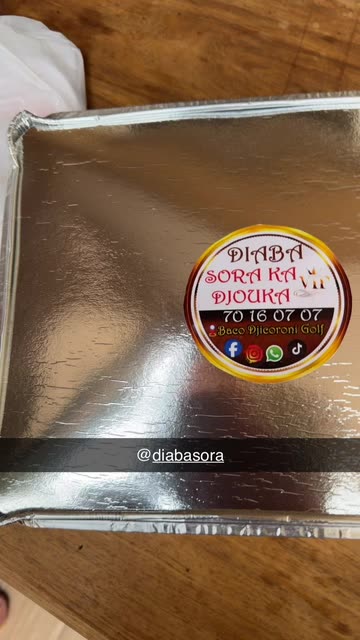 DIABA
SORA KA
VIP
DJOUKA
70 16 07 07
Baco Djicoroni Golf
@diabasora